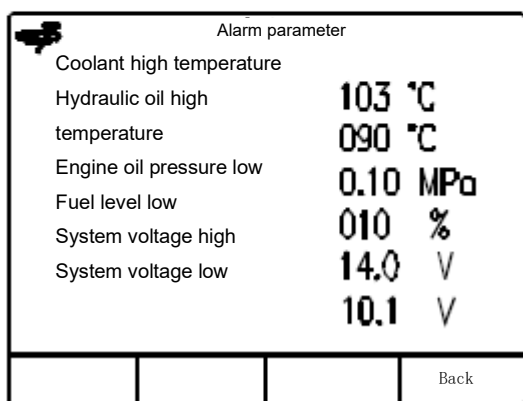 Alarm parameter
Coolant high temperature
Hydraulic oil high 103 °C
temperature 090 °C
Engine oil pressure low 0.10 MPa
Fuel level low 010 %
System voltage high 14.0 V
System voltage low 10.1 V
Back